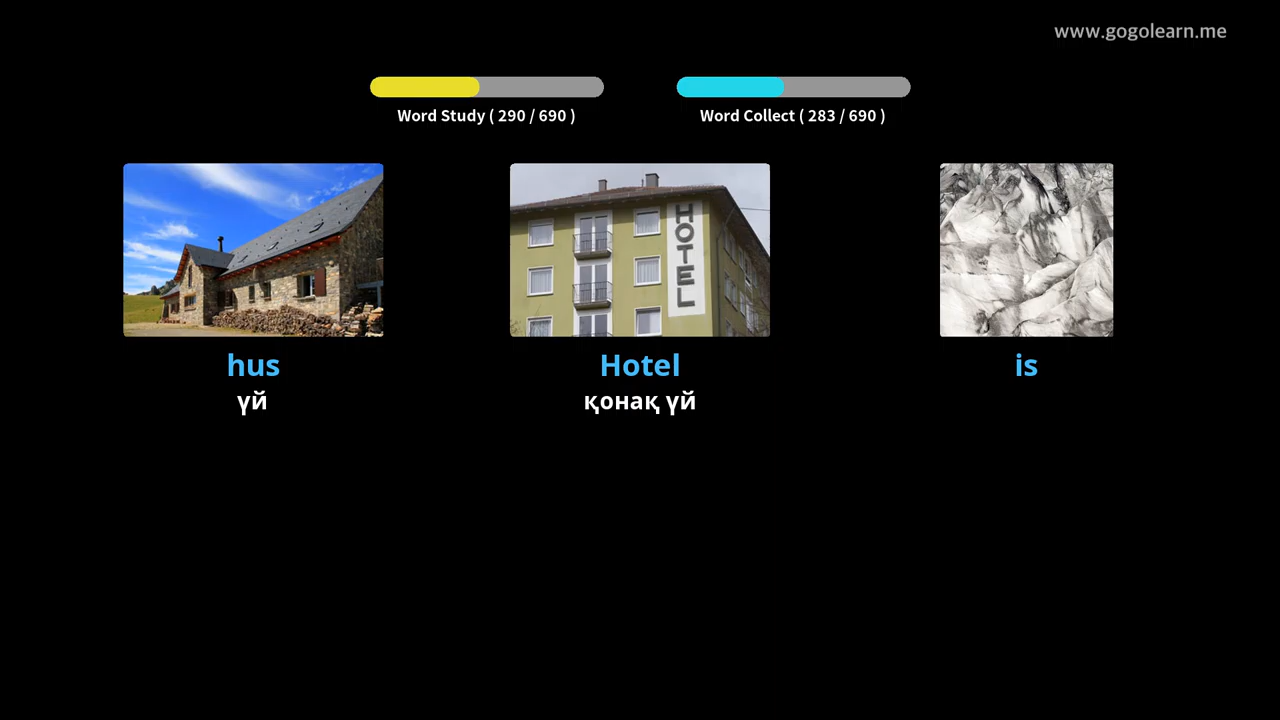 www.gogolearn.me
Word Study ( 290 / 690 )
Word Collect ( 283 / 690 )
HOTEL
hus
Hotel
is
үй
қонақ үй